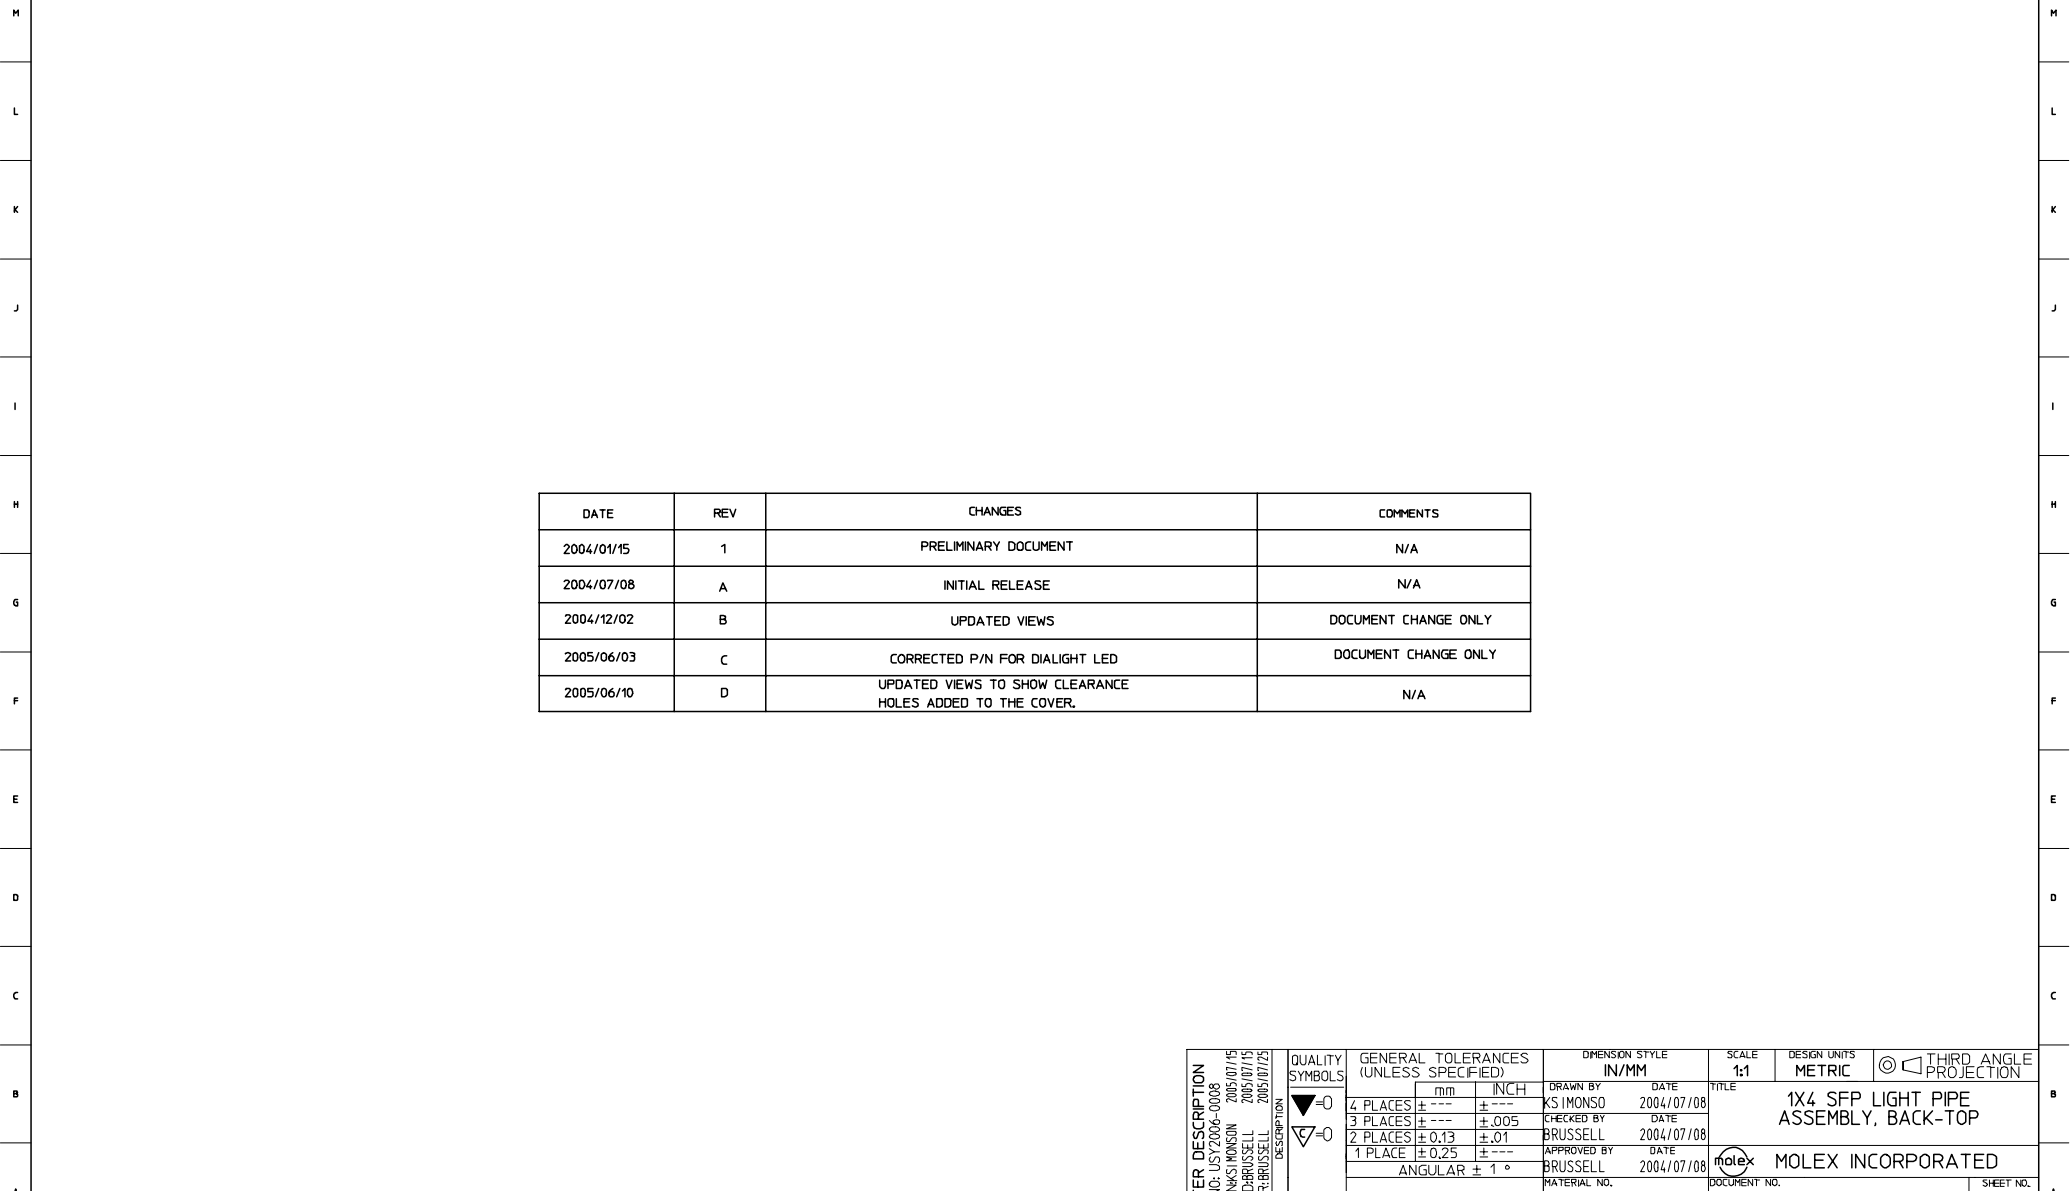 M M
L L
K K
J J
I I
H H
G G
F F
E E
D D
C C
B B
DATE REV CHANGES COMMENTS
2004/01/15 1 PRELIMINARY DOCUMENT N/A
2004/07/08 A INITIAL RELEASE N/A
2004/12/02 B UPDATED VIEWS DOCUMENT CHANGE ONLY
2005/06/03 C CORRECTED P/N FOR DIALIGHT LED DOCUMENT CHANGE ONLY
2005/06/10 D UPDATED VIEWS TO SHOW CLEARANCE
HOLES ADDED TO THE COVER. N/A
DESCRIPTION
NO: USY2006-0008
KSIMONSON 2005/07/15
BRUSSELL 2005/07/15
BRUSSELL 2005/07/25
DESCRIPTION
QUALITY
SYMBOLS
=0
C =0
GENERAL TOLERANCES
(UNLESS SPECIFIED)
mm INCH
4 PLACES ± --- ± ---
3 PLACES ± --- ± .005
2 PLACES ± 0.13 ± .01
1 PLACE ± 0.25 ± ---
ANGULAR ± 1 °
DIMENSION STYLE
IN/MM
DRAWN BY DATE
KSIMONSO 2004/07/08
CHECKED BY DATE
BRUSSELL 2004/07/08
APPROVED BY DATE
BRUSSELL 2004/07/08
MATERIAL NO.
SCALE
1:1
DESIGN UNITS
METRIC
THIRD ANGLE
PROJECTION
TITLE
1X4 SFP LIGHT PIPE
ASSEMBLY, BACK-TOP
molex MOLEX INCORPORATED
DOCUMENT NO. SHEET NO.